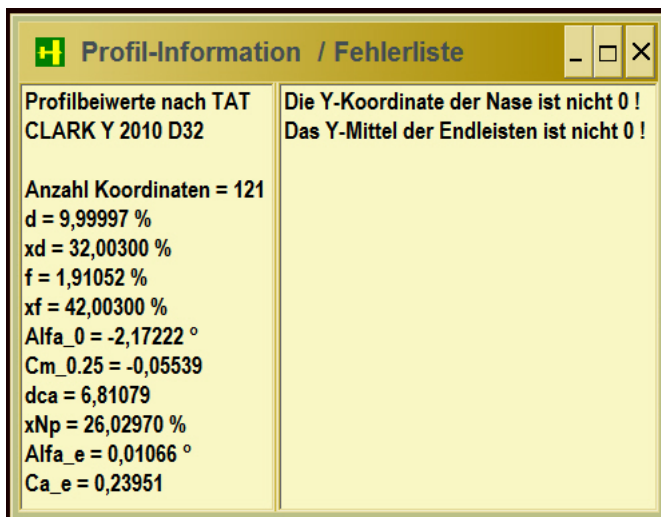 Profil-Information / Fehlerliste
Profilbeiwerte nach TAT
CLARK Y 2010 D32
Anzahl Koordinaten = 121
d = 9,99997 %
xd = 32,00300 %
f = 1,91052 %
xf = 42,00300 %
Alfa_0 = -2,17222 °
Cm_0.25 = -0,05539
dca = 6,81079
xNp = 26,02970 %
Alfa_e = 0,01066 °
Ca_e = 0,23951
Die Y-Koordinate der Nase ist nicht 0 !
Das Y-Mittel der Endleisten ist nicht 0 !